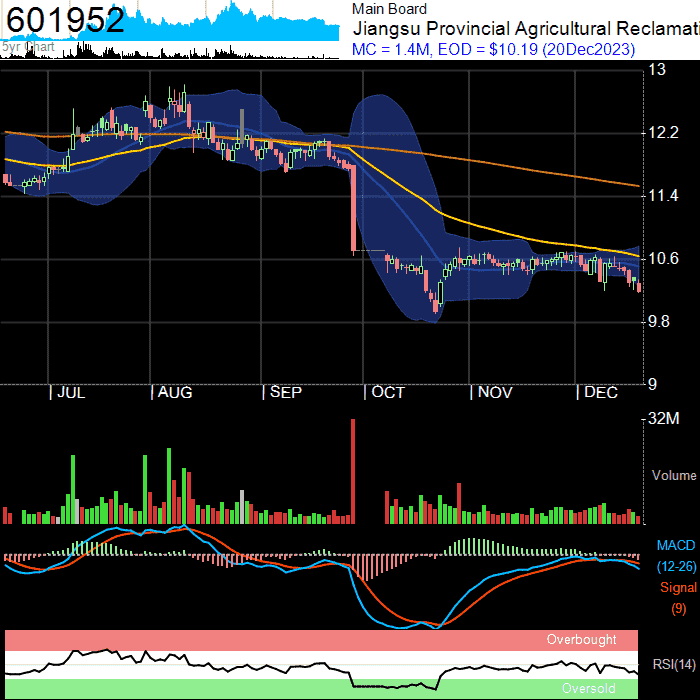 601952
5yr Chart
Main Board
Jiangsu Provincial Agricultural Reclamati
MC = 1.4M, EOD = $10.19 (20Dec2023)
13
12.2
11.4
10.6
9.8
9
| JUL | AUG | SEP | OCT | NOV | DEC
32M
Volume
MACD
(12-26)
Signal
(9)
Overbought
RSI(14)
Oversold